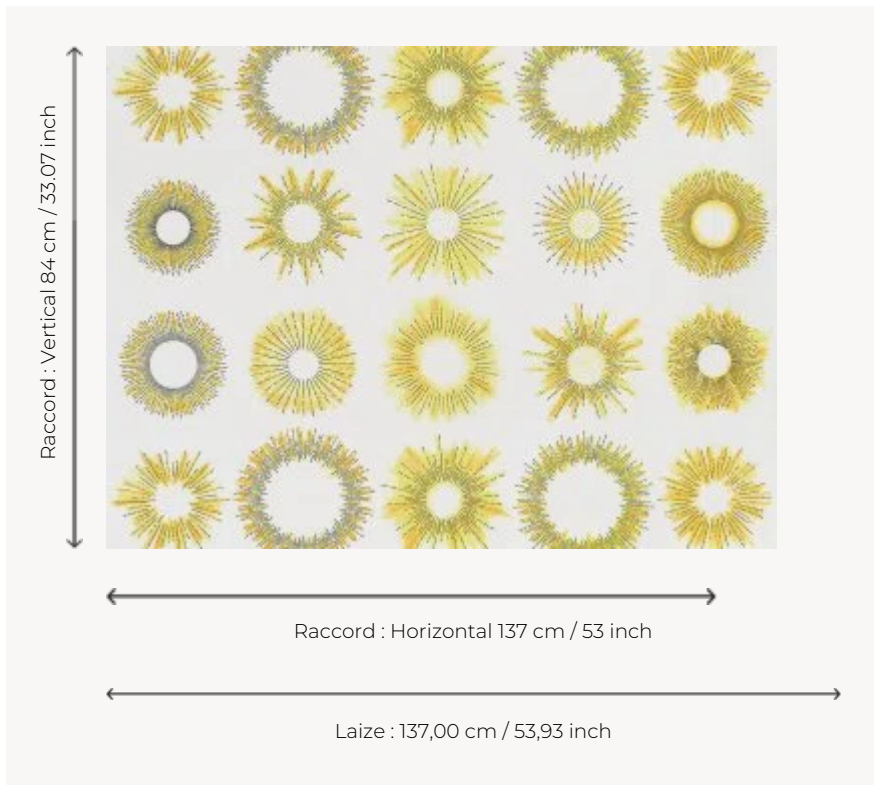 Raccord : Vertical 84 cm / 33.07 inch
Raccord : Horizontal 137 cm / 53 inch
Laize : 137,00 cm / 53,93 inch